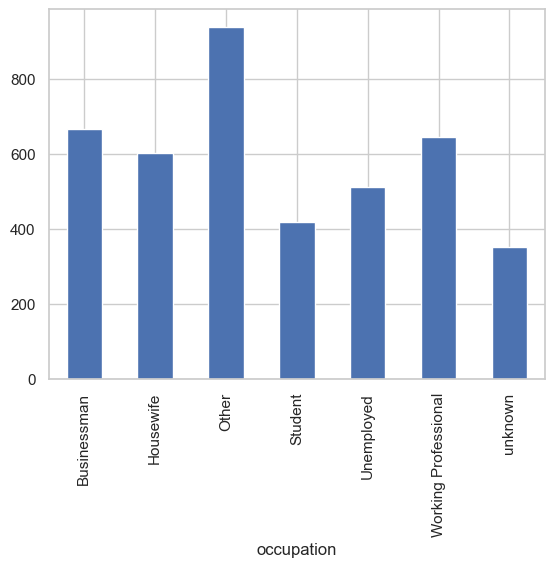 800
600
400
200
0
Businessman
Housewife
Other
Student
Unemployed
Working Professional
unknown
occupation